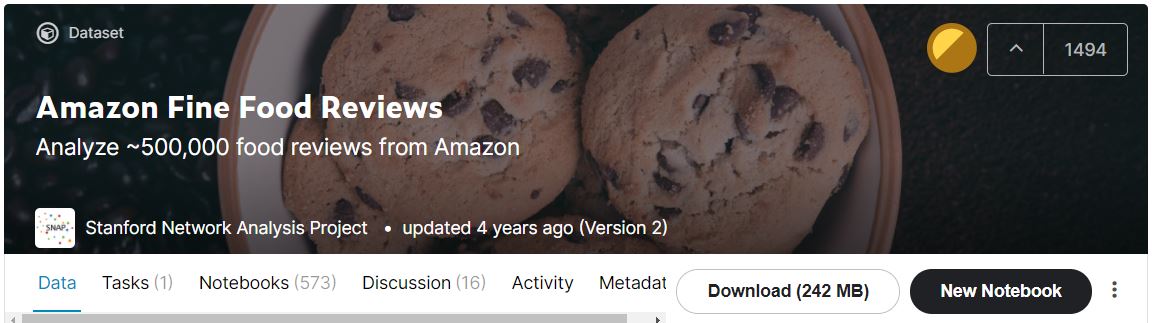 Dataset
1494
Amazon Fine Food Reviews
Analyze ~500,000 food reviews from Amazon
SNAP
Stanford Network Analysis Project • updated 4 years ago (Version 2)
Data Tasks (1) Notebooks (573) Discussion (16) Activity Metadat Download (242 MB) New Notebook